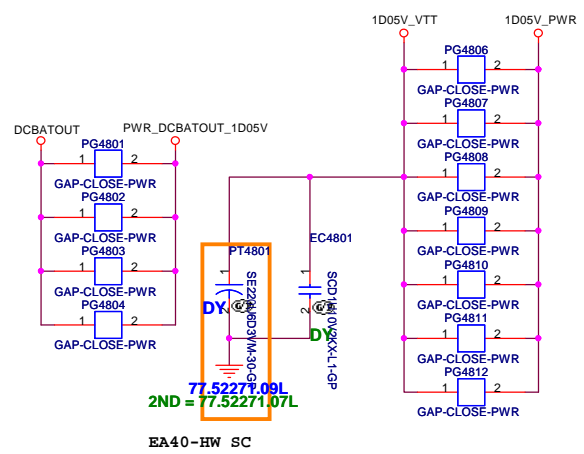 1D05V_VTT
1D05V_PWR
PG4806
1 2
GAP-CLOSE-PWR
PG4807
1 2
GAP-CLOSE-PWR
PG4808
1 2
GAP-CLOSE-PWR
PG4809
1 2
GAP-CLOSE-PWR
PG4810
1 2
GAP-CLOSE-PWR
PG4811
1 2
GAP-CLOSE-PWR
PG4812
1 2
GAP-CLOSE-PWR
DCBATOUT
PWR_DCBATOUT_1D05V
PG4801
1 2
GAP-CLOSE-PWR
PG4802
1 2
GAP-CLOSE-PWR
PG4803
1 2
GAP-CLOSE-PWR
PG4804
1 2
GAP-CLOSE-PWR
PT4801
1
2
DY
EC4801
1
2
DY
77.52271.09L
2ND = 77.52271.07L
EA40-HW SC